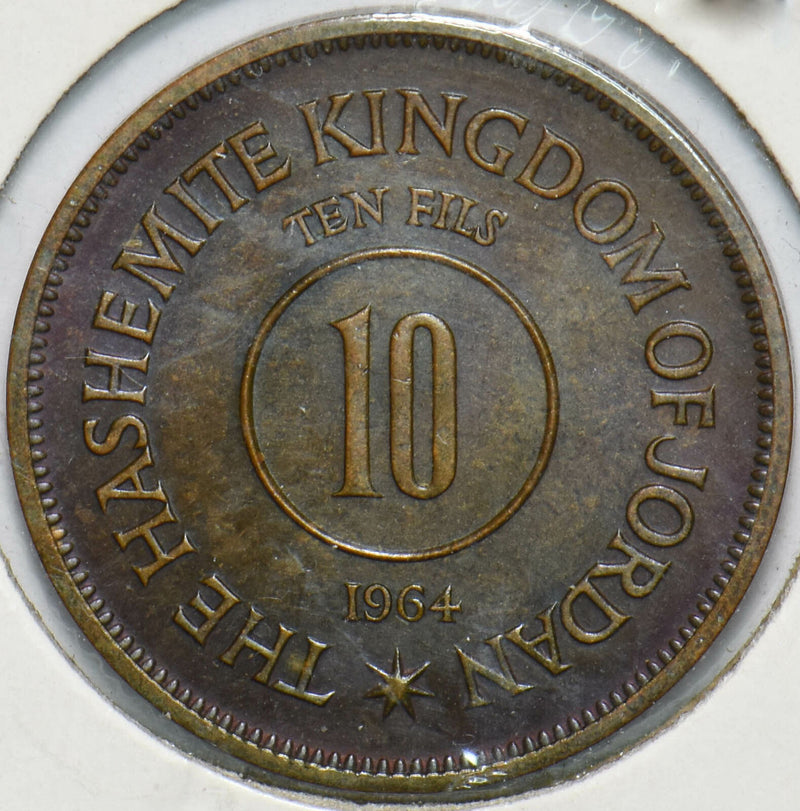 THE HASHEMITE KINGDOM OF JORDAN
TEN FILS
10
1964